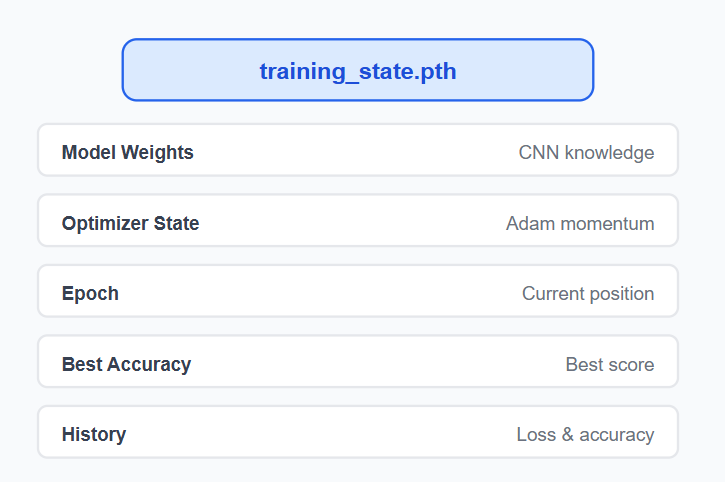 training_state.pth
Model Weights CNN knowledge
Optimizer State Adam momentum
Epoch Current position
Best Accuracy Best score
History Loss & accuracy